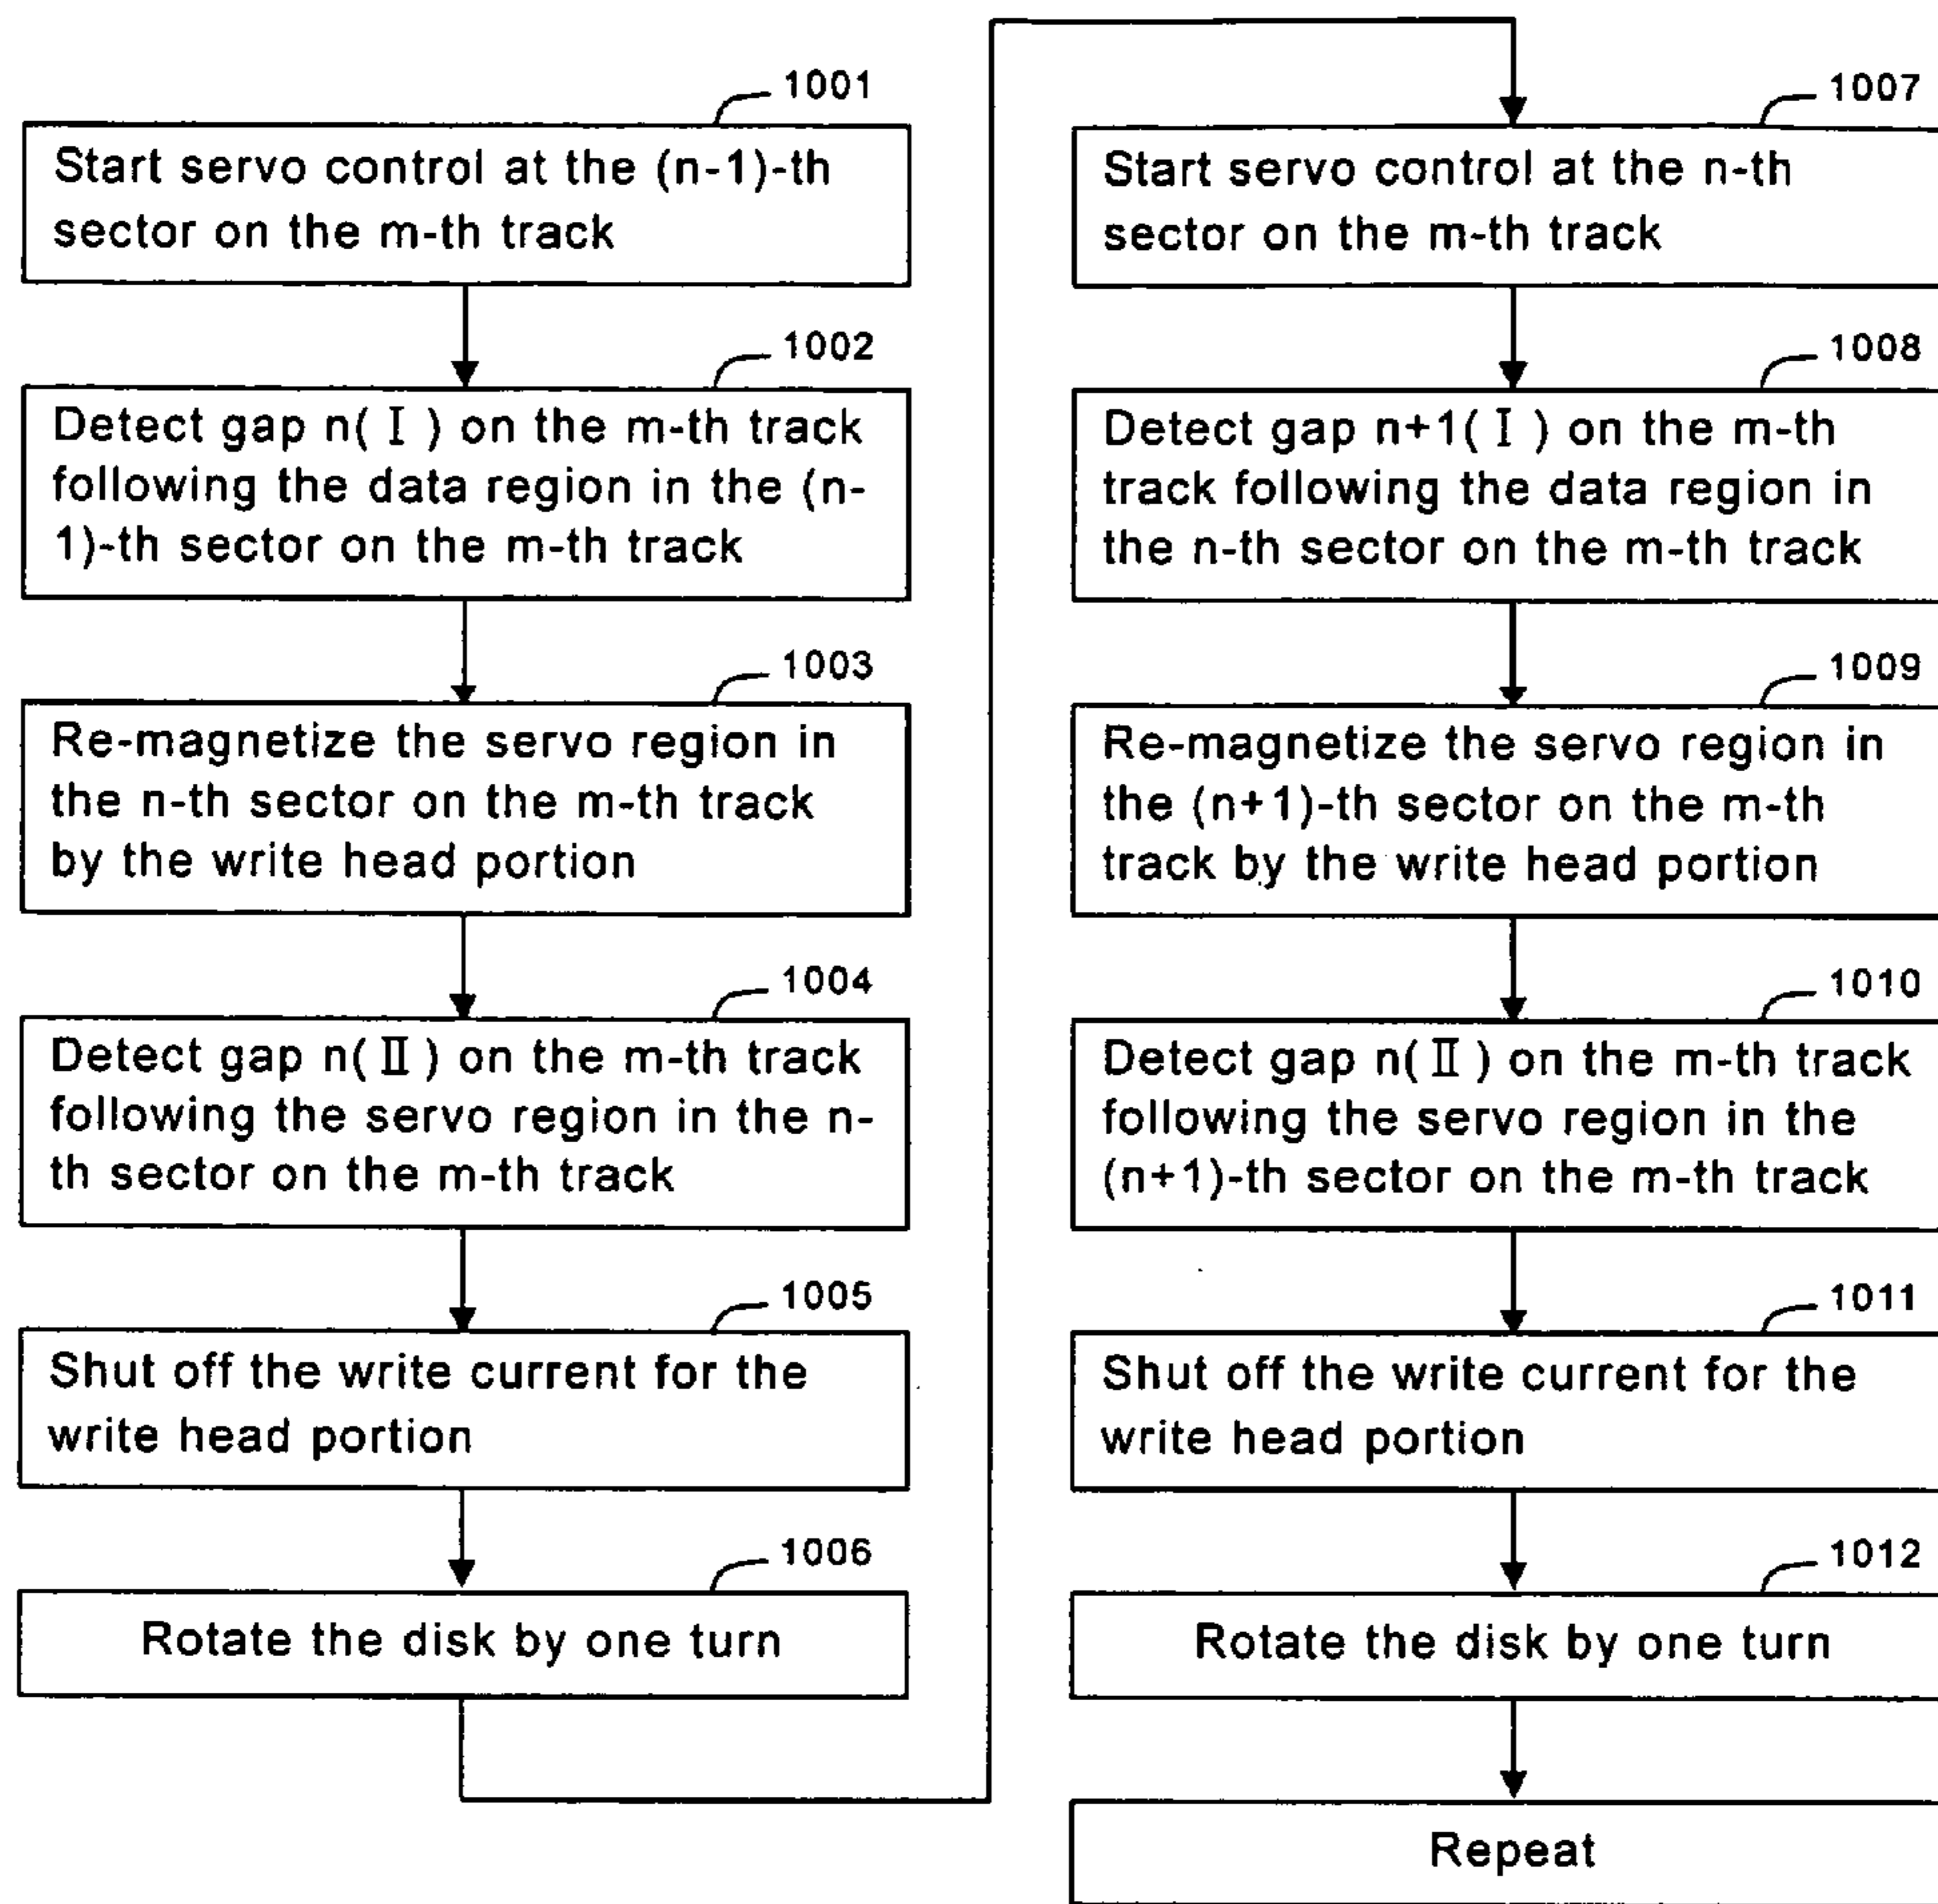 1001
Start servo control at the (n-1)-th
sector on the m-th track
1002
Detect gap n( Ⅰ ) on the m-th track
following the data region in the (n-
1)-th sector on the m-th track
1003
Re-magnetize the servo region in
the n-th sector on the m-th track
by the write head portion
1004
Detect gap n( Ⅱ ) on the m-th track
following the servo region in the n-
th sector on the m-th track
1005
Shut off the write current for the
write head portion
1006
Rotate the disk by one turn
1007
Start servo control at the n-th
sector on the m-th track
1008
Detect gap n+1( Ⅰ ) on the m-th
track following the data region in
the n-th sector on the m-th track
1009
Re-magnetize the servo region in
the (n+1)-th sector on the m-th
track by the write head portion
1010
Detect gap n( Ⅱ ) on the m-th track
following the servo region in the
(n+1)-th sector on the m-th track
1011
Shut off the write current for the
write head portion
1012
Rotate the disk by one turn
Repeat